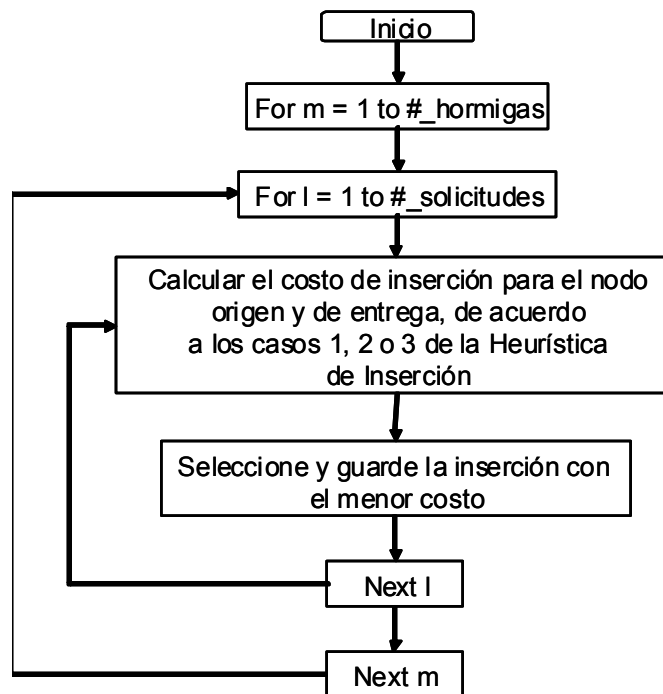 Inicio
For m = 1 to #_hormigas
For l = 1 to #_solicitudes
Calcular el costo de inserción para el nodo
origen y de entrega, de acuerdo
a los casos 1, 2 o 3 de la Heurística
de Inserción
Seleccione y guarde la inserción con
el menor costo
Next l
Next m